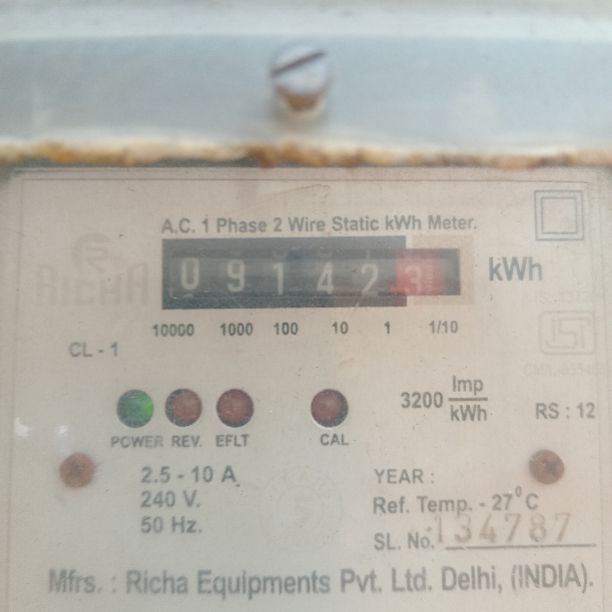 A.C. 1 Phase 2 Wire Static kWh Meter.
RICHA
0 9 1 4 2 3 kWh
10000 1000 100 10 1 1/10
CL - 1
3200 Imp
kWh
RS : 12
POWER REV. EFLT CAL
2.5 - 10 A
240 V.
50 Hz.
YEAR :
Ref. Temp. - 27°C
SL. No. 134787
Mfrs. : Richa Equipments Pvt. Ltd. Delhi, (INDIA).